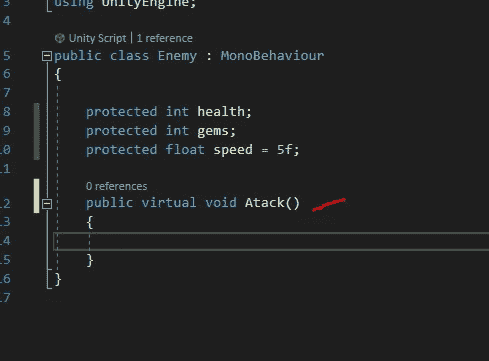 3 using UnityEngine;
4
Unity Script | 1 reference
5 public class Enemy : MonoBehaviour
6 {
7
8 protected int health;
9 protected int gems;
10 protected float speed = 5f;
11
0 references
12 public virtual void Atack()
13 {
14
15 }
16 }
17